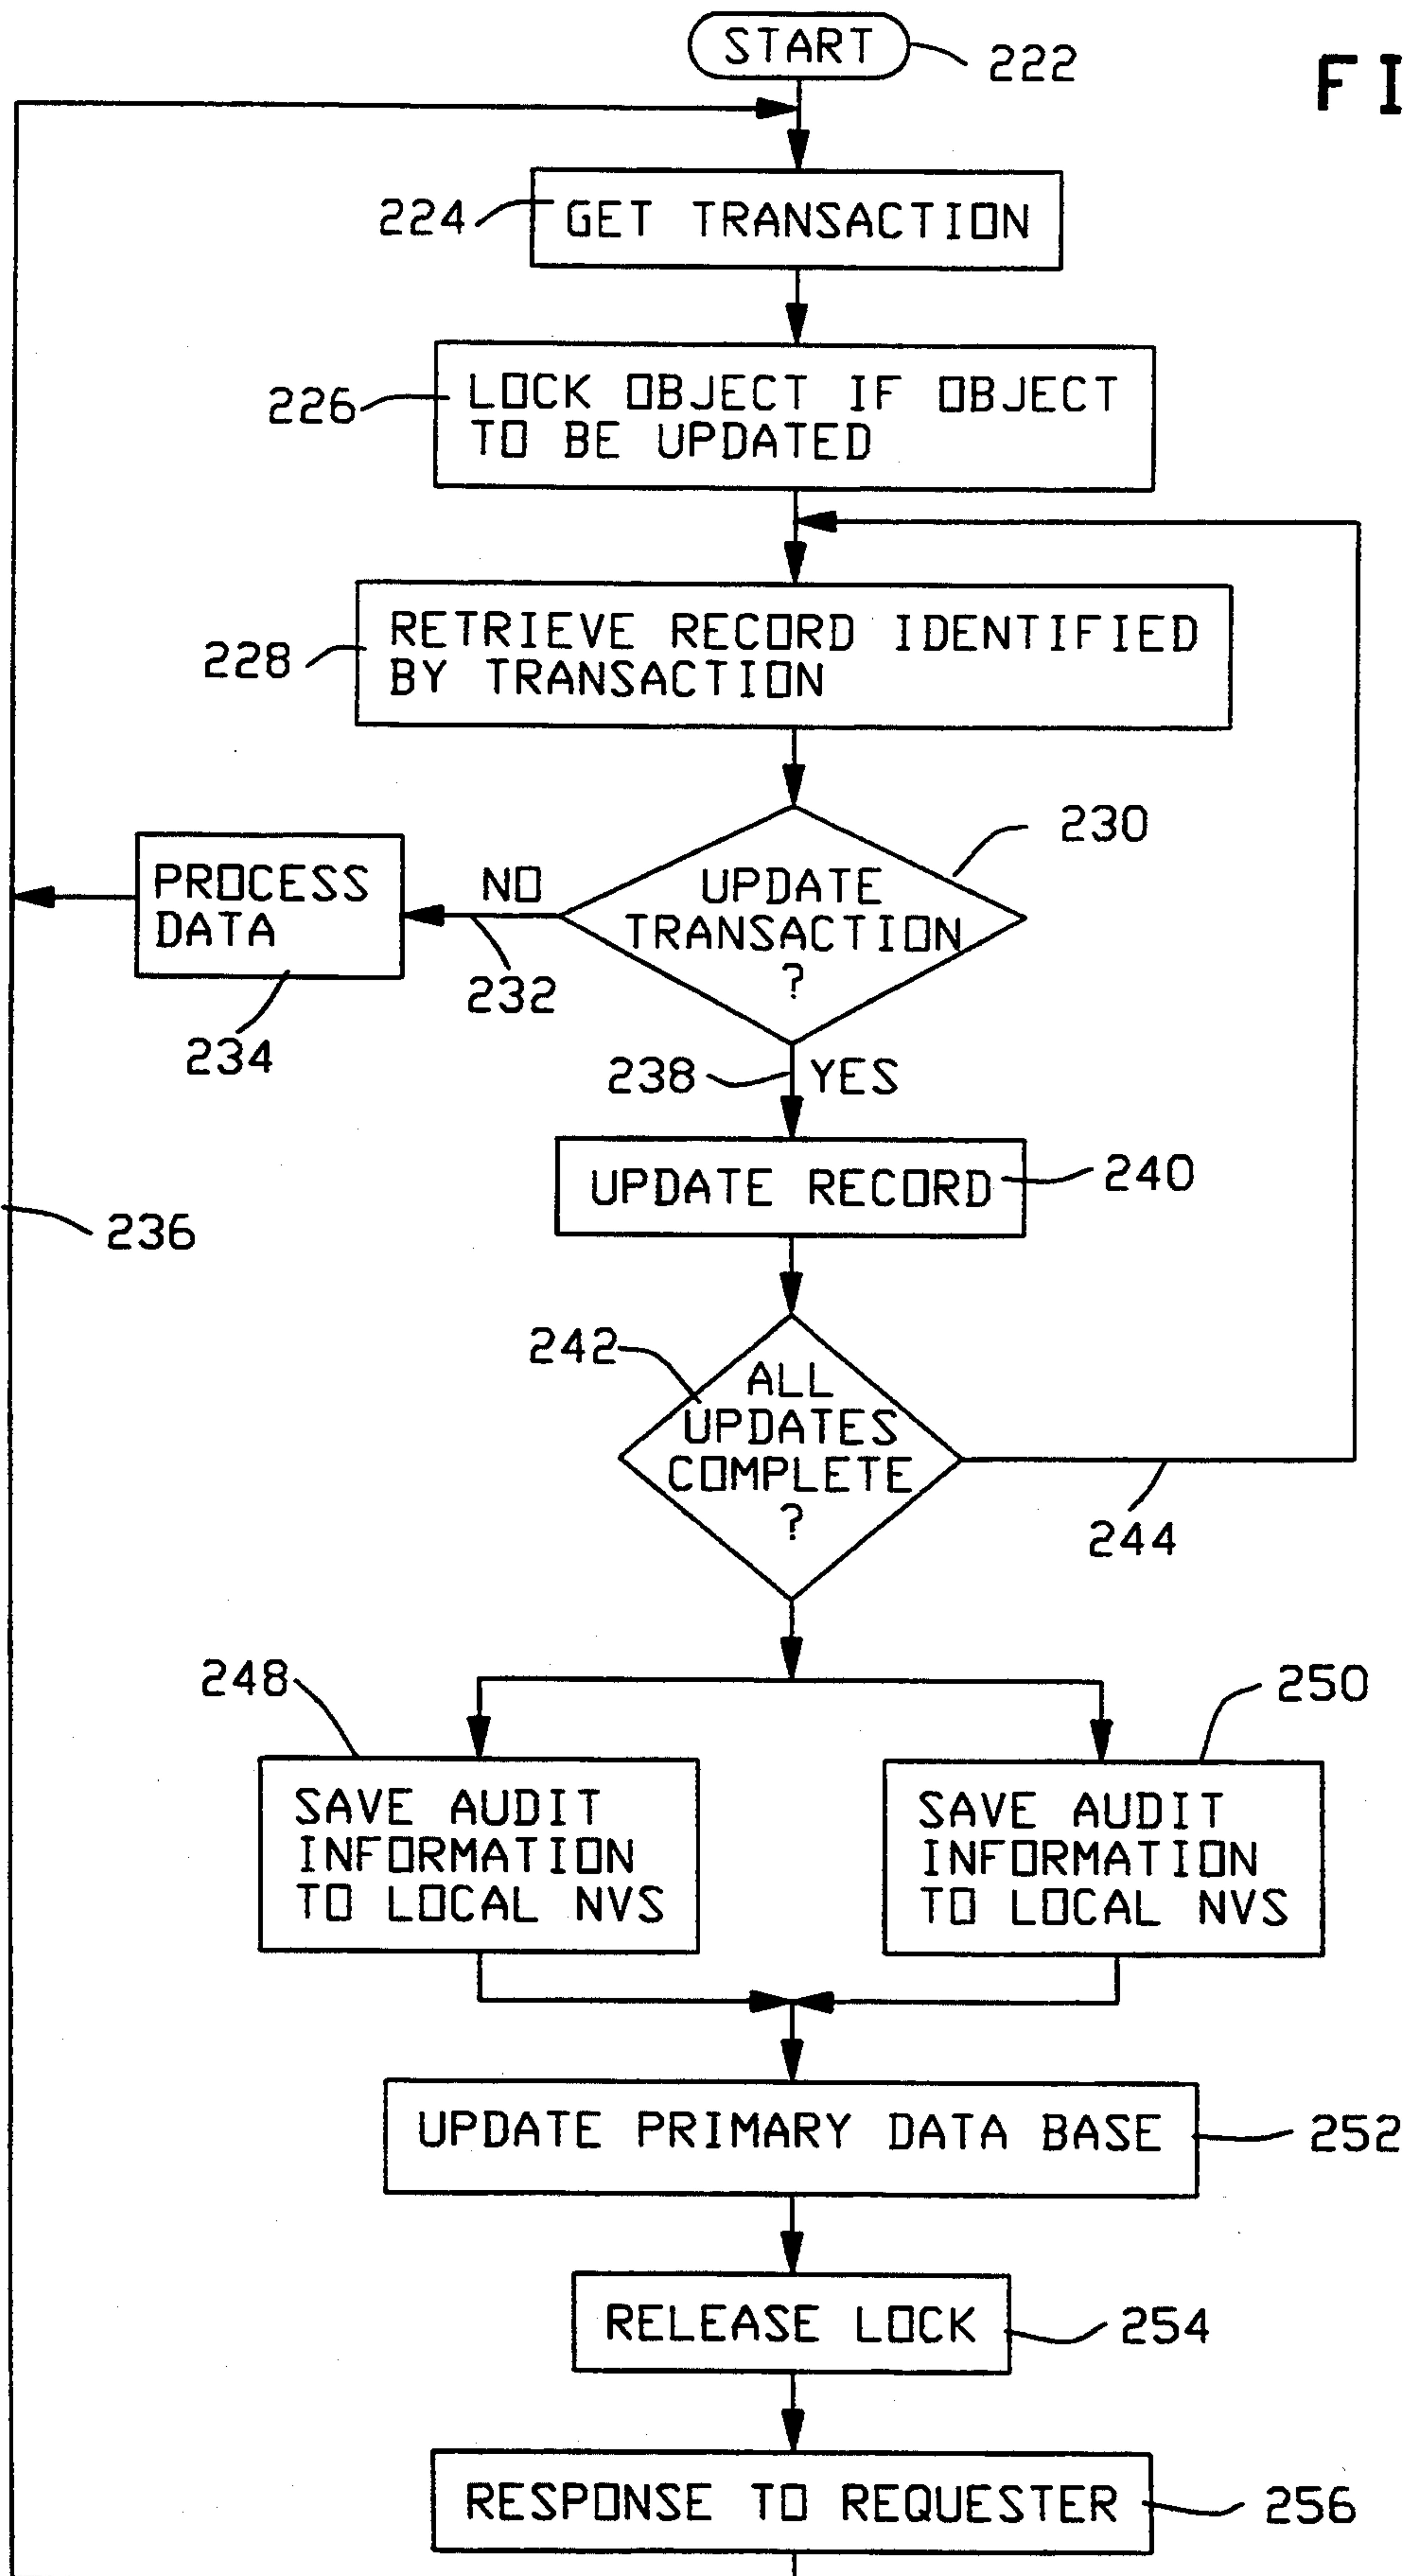 START
222
FI
224
GET TRANSACTION
226
LOCK OBJECT IF OBJECT
TO BE UPDATED
228
RETRIEVE RECORD IDENTIFIED
BY TRANSACTION
230
PROCESS
DATA
NO
UPDATE
TRANSACTION
?
232
234
238
YES
UPDATE RECORD
240
236
242
ALL
UPDATES
COMPLETE
?
244
248
250
SAVE AUDIT
INFORMATION
TO LOCAL NVS
SAVE AUDIT
INFORMATION
TO LOCAL NVS
UPDATE PRIMARY DATA BASE
252
RELEASE LOCK
254
RESPONSE TO REQUESTER
256